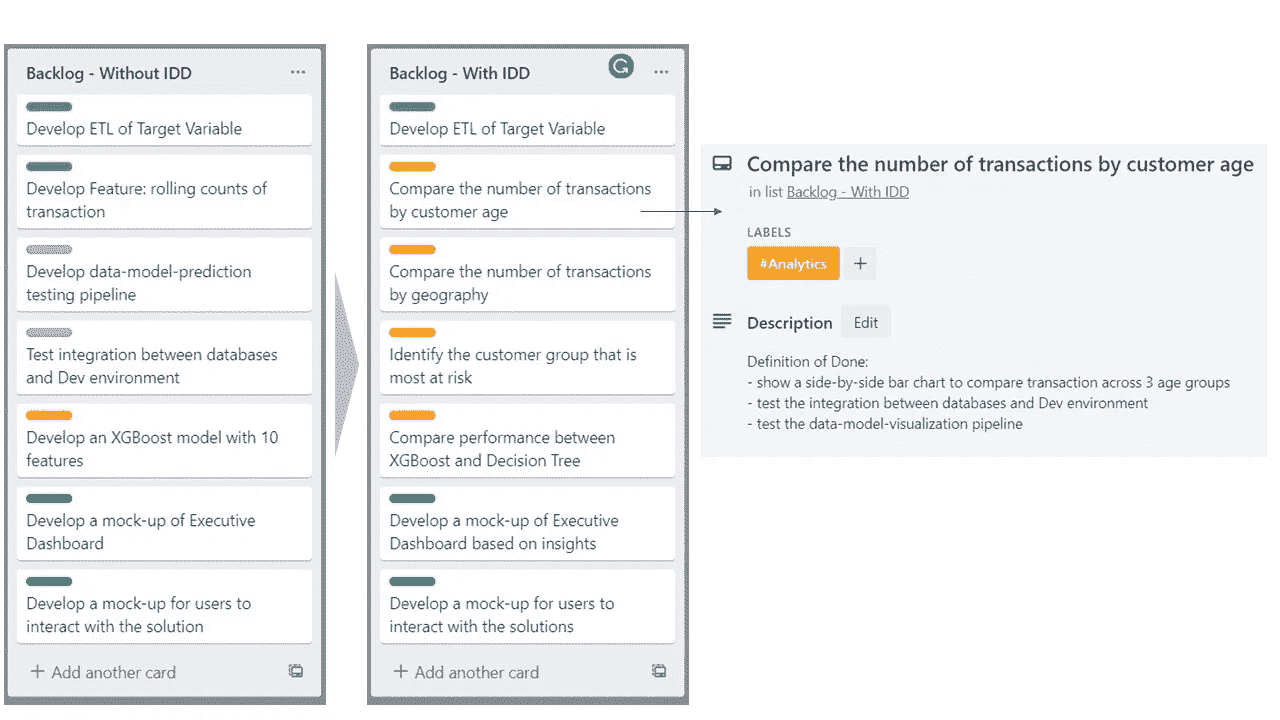 Backlog - Without IDD
Develop ETL of Target Variable
Develop Feature: rolling counts of
transaction
Develop data-model-prediction
testing pipeline
Test integration between databases
and Dev environment
Develop an XGBoost model with 10
features
Develop a mock-up of Executive
Dashboard
Develop a mock-up for users to
interact with the solution
+ Add another card
Backlog - With IDD
Develop ETL of Target Variable
Compare the number of transactions
by customer age
Compare the number of transactions
by geography
Identify the customer group that is
most at risk
Compare performance between
XGBoost and Decision Tree
Develop a mock-up of Executive
Dashboard based on insights
Develop a mock-up for users to
interact with the solutions
+ Add another card
Compare the number of transactions by customer age
in list Backlog - With IDD
LABELS
#Analytics +
Description Edit
Definition of Done:
- show a side-by-side bar chart to compare transaction across 3 age groups
- test the integration between databases and Dev environment
- test the data-model-visualization pipeline